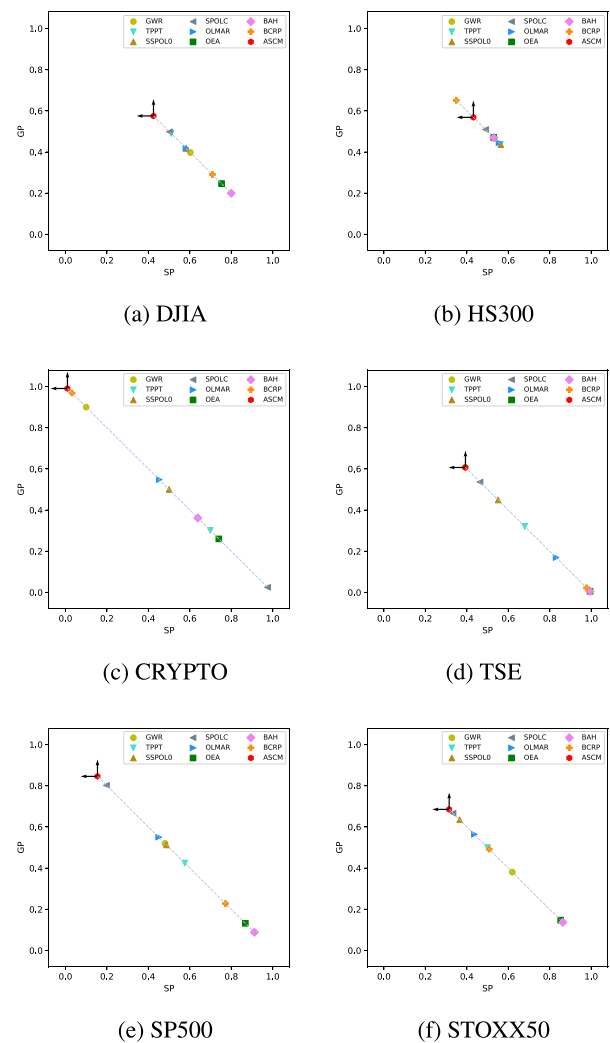 GWR SPOLC BAH
TPPT OLMAR BCRP
SSPOL0 OEA ASCM
1.0
0.8
0.6
0.4
0.2
0.0
GP
0.0 0.2 0.4 0.6 0.8 1.0
SP
(a) DJIA
GWR SPOLC BAH
TPPT OLMAR BCRP
SSPOL0 OEA ASCM
1.0
0.8
0.6
0.4
0.2
0.0
GP
0.0 0.2 0.4 0.6 0.8 1.0
SP
(b) HS300
GWR SPOLC BAH
TPPT OLMAR BCRP
SSPOL0 OEA ASCM
1.0
0.8
0.6
0.4
0.2
0.0
GP
0.0 0.2 0.4 0.6 0.8 1.0
SP
(c) CRYPTO
GWR SPOLC BAH
TPPT OLMAR BCRP
SSPOL0 OEA ASCM
1.0
0.8
0.6
0.4
0.2
0.0
GP
0.0 0.2 0.4 0.6 0.8 1.0
SP
(d) TSE
GWR SPOLC BAH
TPPT OLMAR BCRP
SSPOL0 OEA ASCM
1.0
0.8
0.6
0.4
0.2
0.0
GP
0.0 0.2 0.4 0.6 0.8 1.0
SP
(e) SP500
GWR SPOLC BAH
TPPT OLMAR BCRP
SSPOL0 OEA ASCM
1.0
0.8
0.6
0.4
0.2
0.0
GP
0.0 0.2 0.4 0.6 0.8 1.0
SP
(f) STOXX50